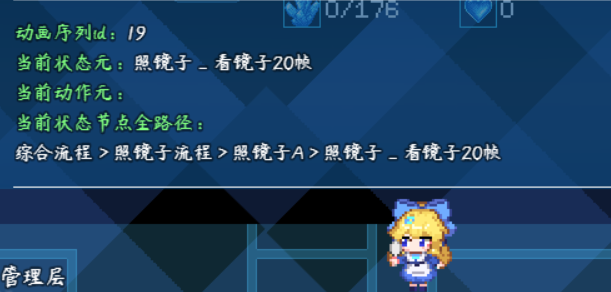 0/176
0
动画序列id：19
当前状态元：照镜子_看镜子20帧
当前动作元：
当前状态节点全路径：
综合流程>照镜子流程>照镜子A>照镜子_看镜子20帧
管理层